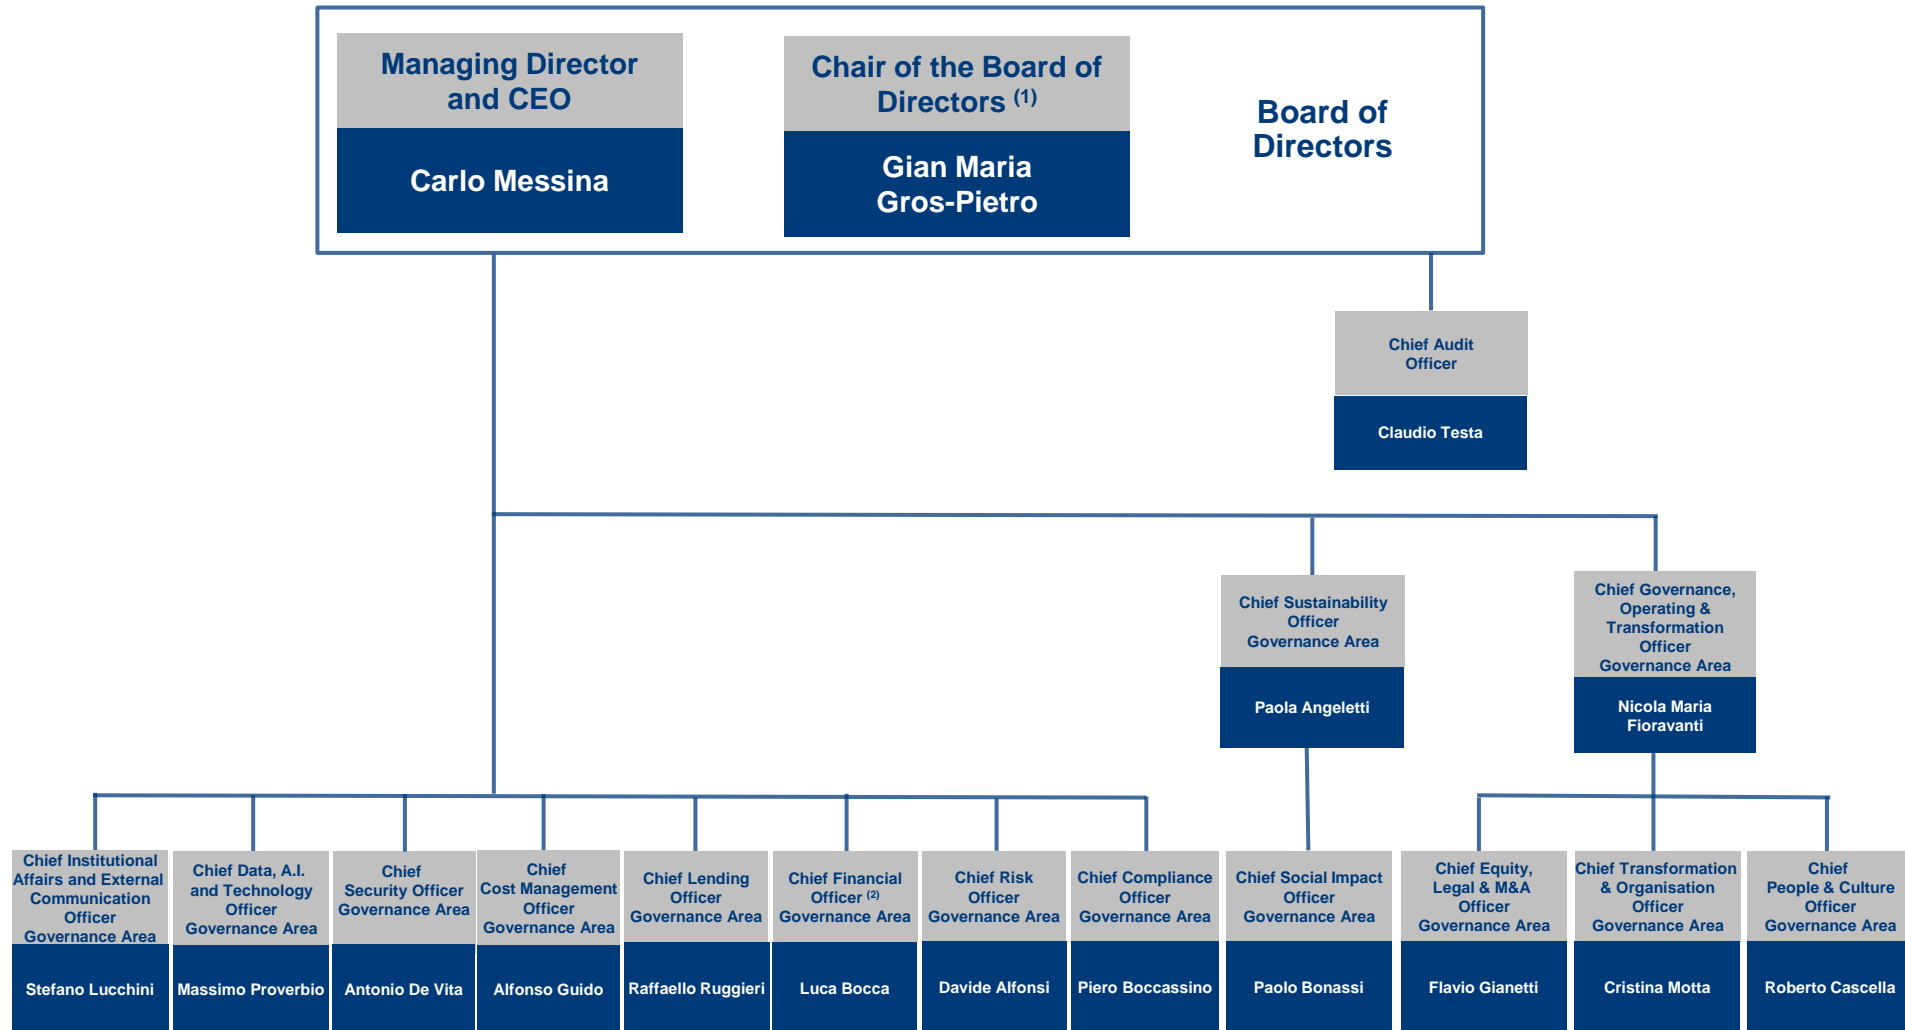 Managing Director
and CEO
Carlo Messina
Chair of the Board of
Directors (1)
Gian Maria
Gros-Pietro
Board of
Directors
Chief Audit
Officer
Claudio Testa
Chief Sustainability
Officer
Governance Area
Paola Angeletti
Chief Governance,
Operating &
Transformation
Officer
Governance Area
Nicola Maria
Fioravanti
Chief Institutional
Affairs and External
Communication
Officer
Governance Area
Stefano Lucchini
Chief Data, A.I.
and Technology
Officer
Governance Area
Massimo Proverbio
Chief
Security Officer
Governance Area
Antonio De Vita
Chief
Cost Management
Officer
Governance Area
Alfonso Guido
Chief Lending
Officer
Governance Area
Raffaello Ruggieri
Chief Financial
Officer (2)
Governance Area
Luca Bocca
Chief Risk
Officer
Governance Area
Davide Alfonsi
Chief Compliance
Officer
Governance Area
Piero Boccassino
Chief Social Impact
Officer
Governance Area
Paolo Bonassi
Chief Equity,
Legal & M&A
Officer
Governance Area
Flavio Gianetti
Chief Transformation
& Organisation
Officer
Governance Area
Cristina Motta
Chief
People & Culture
Officer
Governance Area
Roberto Cascella